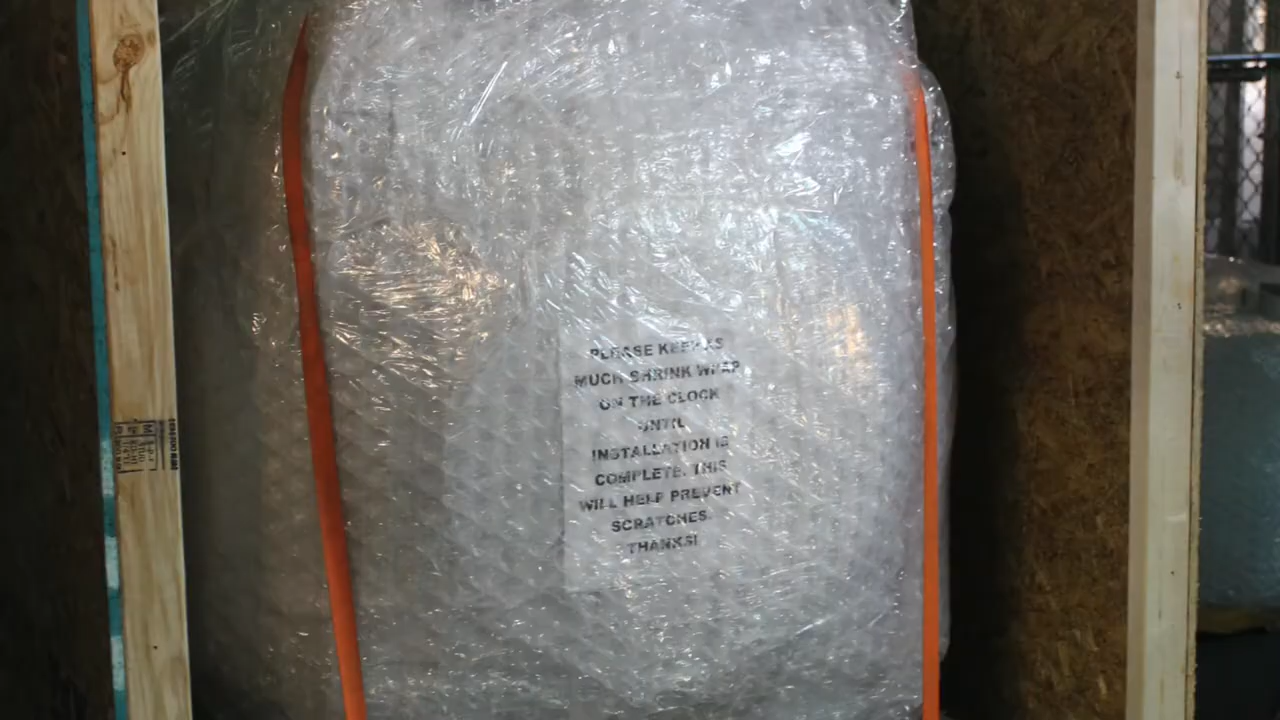 PLEASE KEEP AS
MUCH SHRINK WRAP
ON THE CLOCK
UNTIL
INSTALLATION IS
COMPLETE. THIS
WILL HELP PREVENT
SCRATCHES.
THANKS!